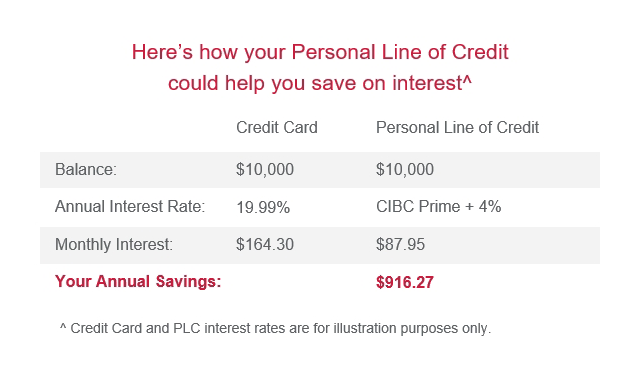 Here’s how your Personal Line of Credit
could help you save on interest^
Credit Card Personal Line of Credit
Balance: $10,000 $10,000
Annual Interest Rate: 19.99% CIBC Prime + 4%
Monthly Interest: $164.30 $87.95
Your Annual Savings: $916.27
^ Credit Card and PLC interest rates are for illustration purposes only.